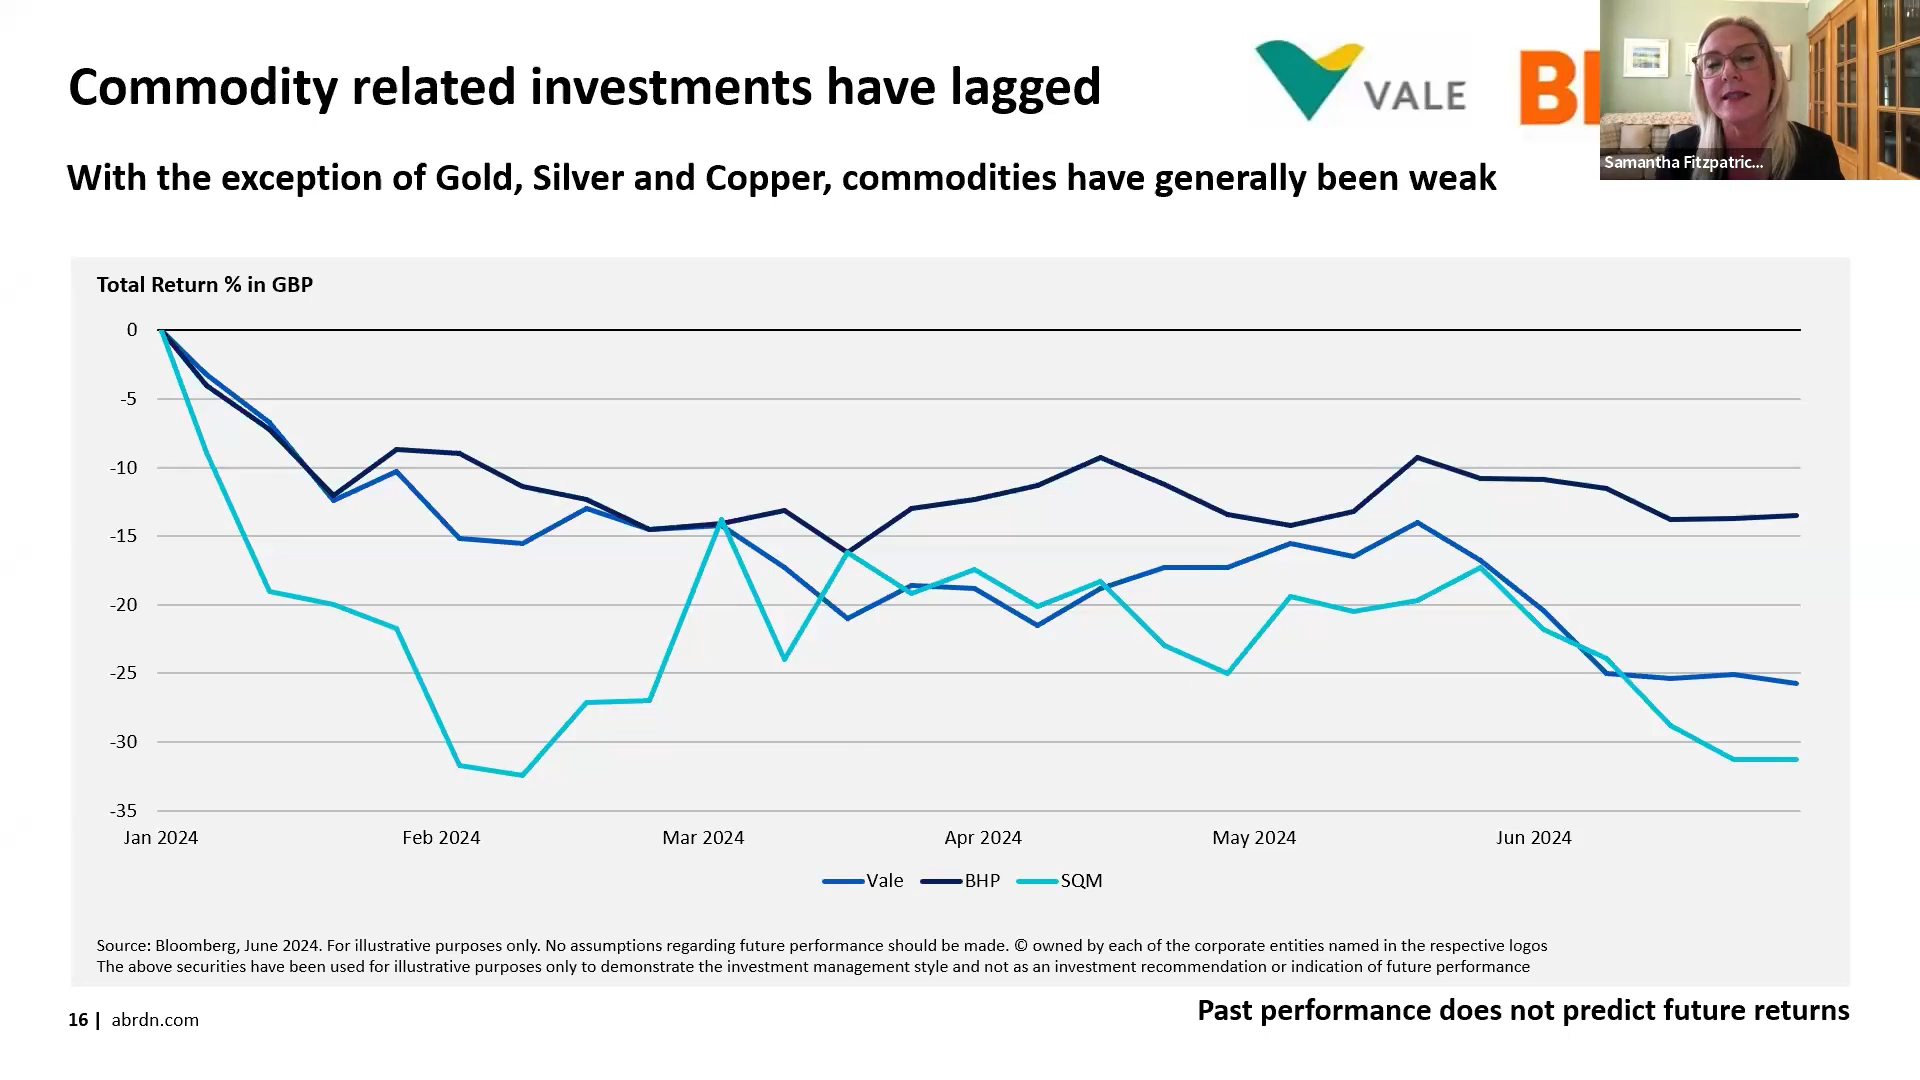 Commodity related investments have lagged
VALE
B
Samantha Fitzpatric...
With the exception of Gold, Silver and Copper, commodities have generally been weak
Total Return % in GBP
0
-5
-10
-15
-20
-25
-30
-35
Jan 2024 Feb 2024 Mar 2024 Apr 2024 May 2024 Jun 2024
Vale BHP SQM
Source: Bloomberg, June 2024. For illustrative purposes only. No assumptions regarding future performance should be made. © owned by each of the corporate entities named in the respective logos
The above securities have been used for illustrative purposes only to demonstrate the investment management style and not as an investment recommendation or indication of future performance
Past performance does not predict future returns
16 | abrdn.com